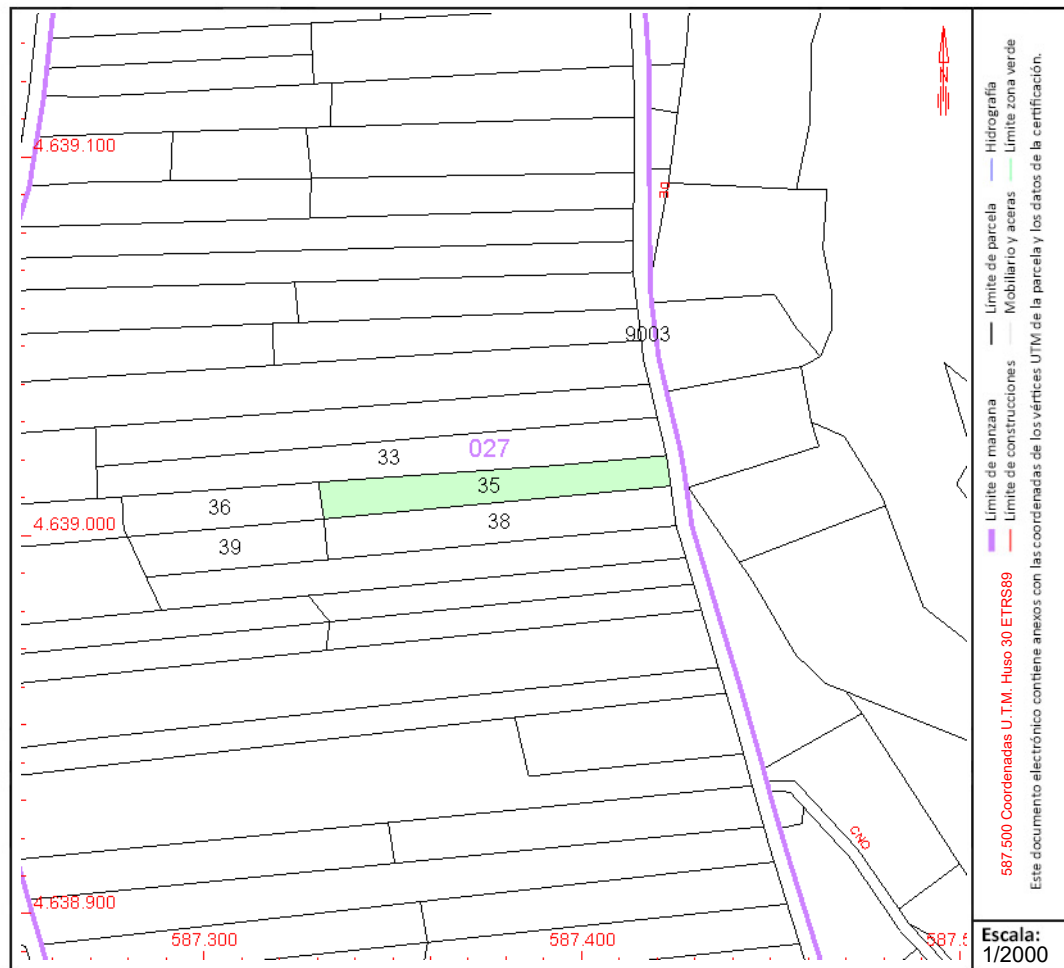 4.639.100
DE
9003
027
33
35
36
38
4.639.000
39
CNO
4.638.900
587.300
587.400
Límite de manzana
Límite de parcela
Hidrografía
Límite de construcciones
Mobiliario y aceras
Límite zona verde
587.500 Coordenadas U.T.M. Huso 30 ETRS89
Este documento electrónico contiene anexos con las coordenadas de los vértices UTM de la parcela y los datos de la certificación.
Escala:
1/2000